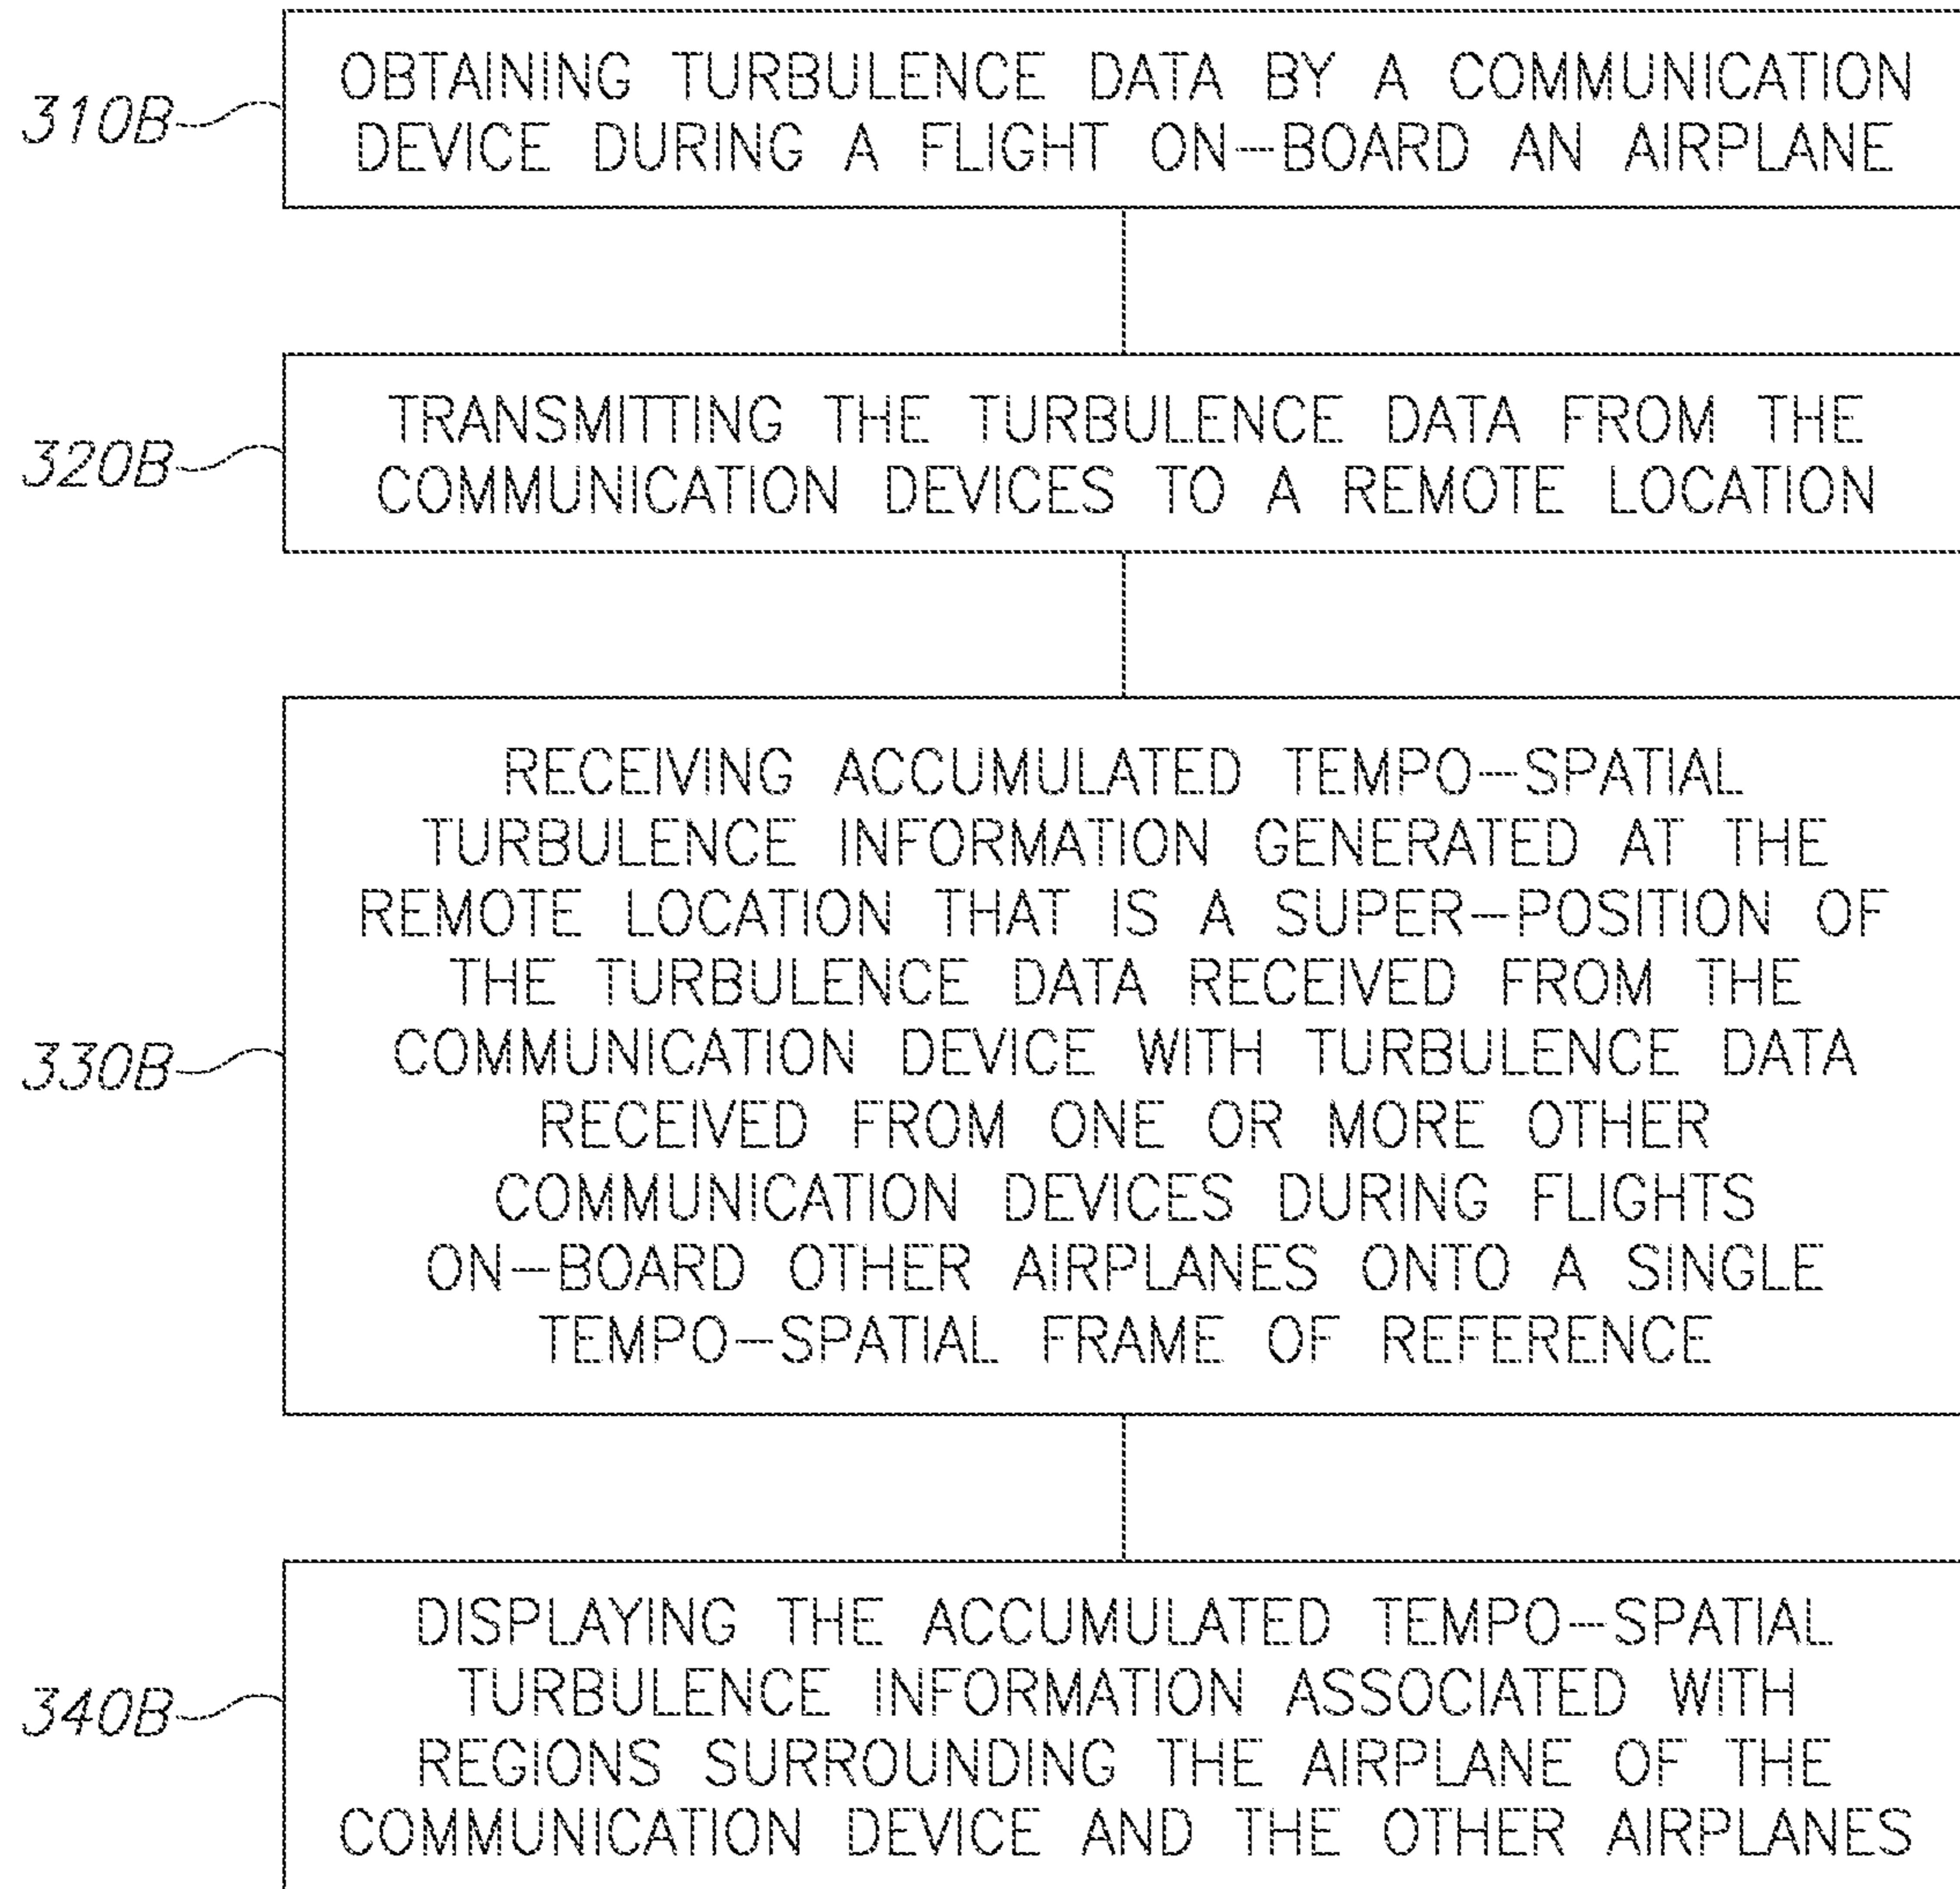 310B
OBTAINING TURBULENCE DATA BY A COMMUNICATION
DEVICE DURING A FLIGHT ON-BOARD AN AIRPLANE
320B
TRANSMITTING THE TURBULENCE DATA FROM THE
COMMUNICATION DEVICES TO A REMOTE LOCATION
330B
RECEIVING ACCUMULATED TEMPO-SPATIAL
TURBULENCE INFORMATION GENERATED AT THE
REMOTE LOCATION THAT IS A SUPER-POSITION OF
THE TURBULENCE DATA RECEIVED FROM THE
COMMUNICATION DEVICE WITH TURBULENCE DATA
RECEIVED FROM ONE OR MORE OTHER
COMMUNICATION DEVICES DURING FLIGHTS
ON-BOARD OTHER AIRPLANES ONTO A SINGLE
TEMPO-SPATIAL FRAME OF REFERENCE
340B
DISPLAYING THE ACCUMULATED TEMPO-SPATIAL
TURBULENCE INFORMATION ASSOCIATED WITH
REGIONS SURROUNDING THE AIRPLANE OF THE
COMMUNICATION DEVICE AND THE OTHER AIRPLANES